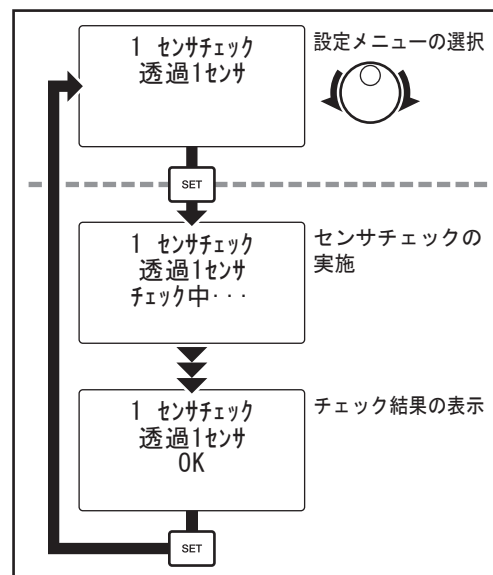 1 ｾﾝｻﾁｪｯｸ
透過1ｾﾝｻ
設定メニューの選択
SET
1 ｾﾝｻﾁｪｯｸ
透過1ｾﾝｻ
ﾁｪｯｸ中···
センサチェックの
実施
1 ｾﾝｻﾁｪｯｸ
透過1ｾﾝｻ
OK
チェック結果の表示
SET